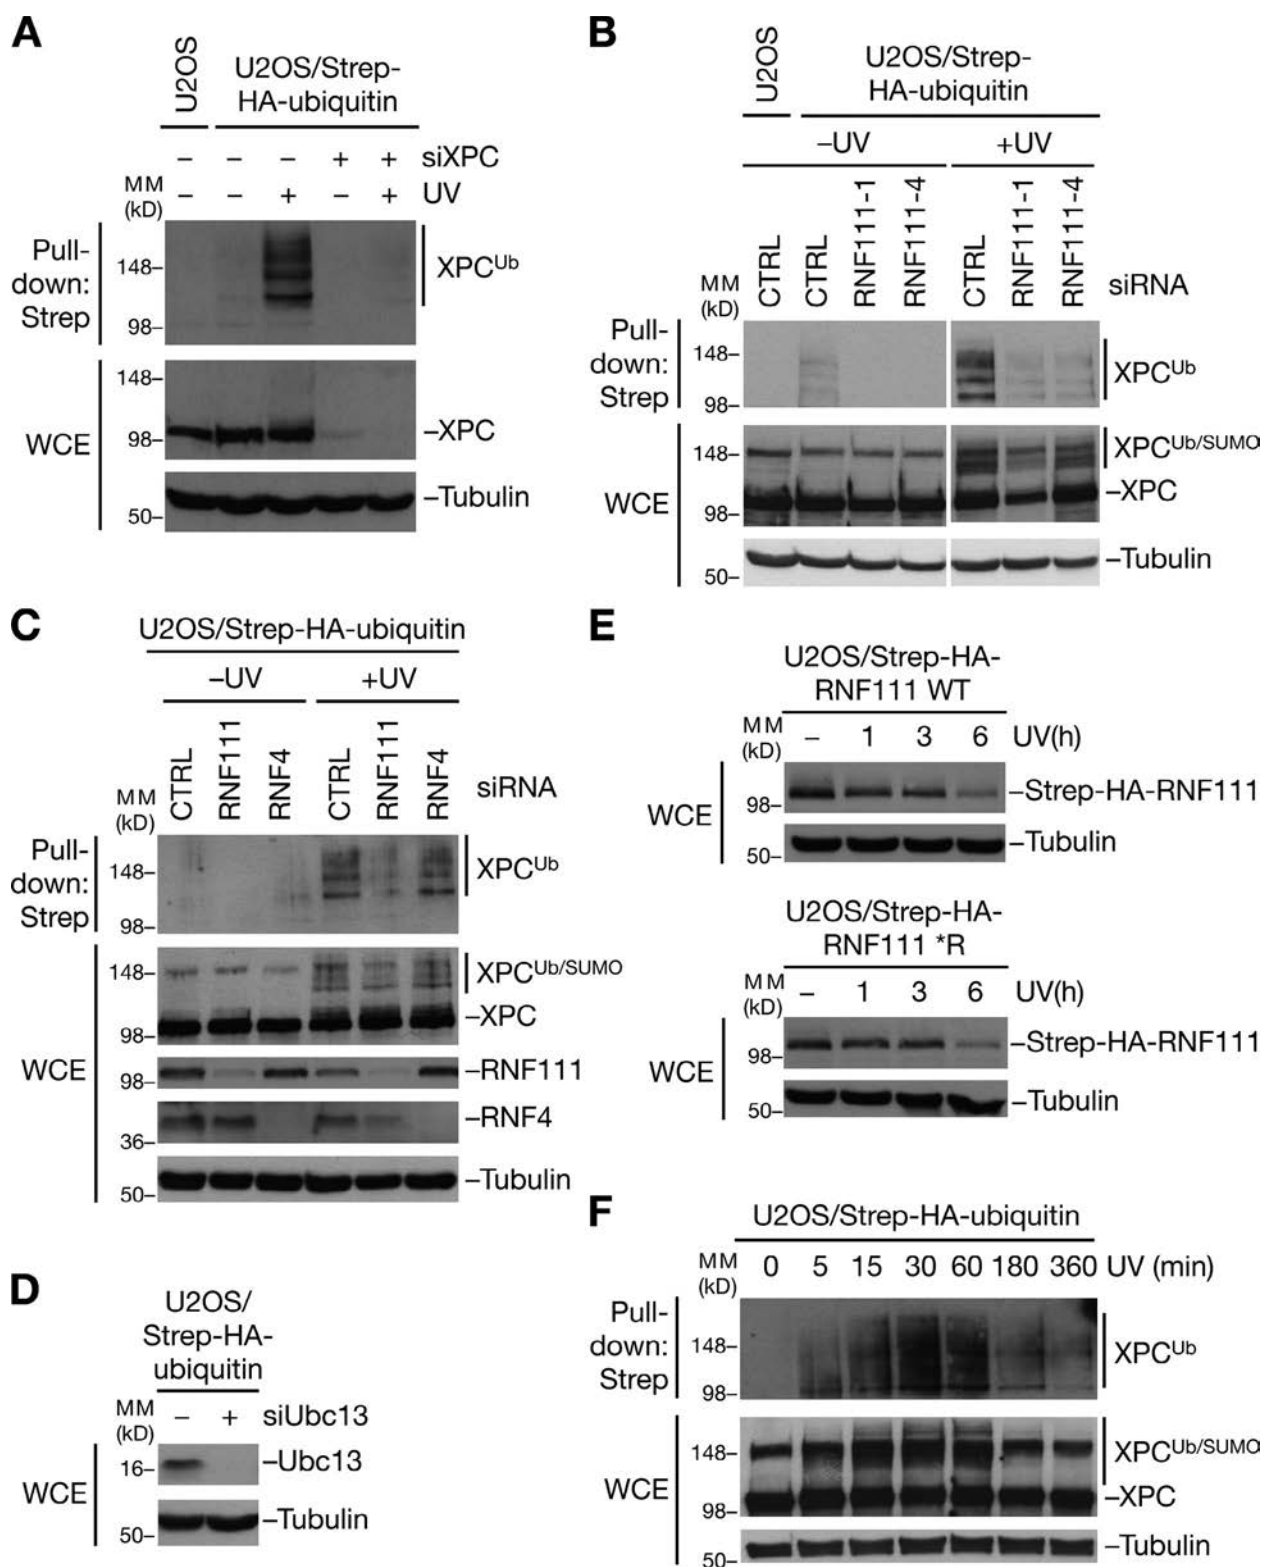 A
U2OS
U2OS/Strep-
HA-ubiquitin
– – – + + siXPC
– – + – + UV
MM
(kD)
Pull-
down:
Strep
148–
98–
XPCUb
WCE
148–
98–
–XPC
50–
–Tubulin
B
U2OS
U2OS/Strep-
HA-ubiquitin
–UV +UV
CTRL CTRL RNF111-1 RNF111-4 CTRL RNF111-1 RNF111-4 siRNA
MM
(kD)
Pull-
down:
Strep
148–
98–
XPCUb
WCE
148–
98–
XPCUb/SUMO
–XPC
50–
–Tubulin
C
U2OS/Strep-HA-ubiquitin
–UV +UV
CTRL RNF111 RNF4 CTRL RNF111 RNF4 siRNA
MM
(kD)
Pull-
down:
Strep
148–
98–
XPCUb
WCE
148–
98–
XPCUb/SUMO
–XPC
98–
–RNF111
36–
–RNF4
50–
–Tubulin
D
U2OS/
Strep-HA-
ubiquitin
MM
(kD)
– + siUbc13
WCE
16–
–Ubc13
50–
–Tubulin
E
U2OS/Strep-HA-
RNF111 WT
MM
(kD)
– 1 3 6 UV(h)
WCE
98–
–Strep-HA-RNF111
50–
–Tubulin
U2OS/Strep-HA-
RNF111 *R
MM
(kD)
– 1 3 6 UV(h)
WCE
98–
–Strep-HA-RNF111
50–
–Tubulin
F
U2OS/Strep-HA-ubiquitin
MM
(kD)
0 5 15 30 60 180 360 UV (min)
Pull-
down:
Strep
148–
98–
XPCUb
WCE
148–
98–
XPCUb/SUMO
–XPC
50–
–Tubulin